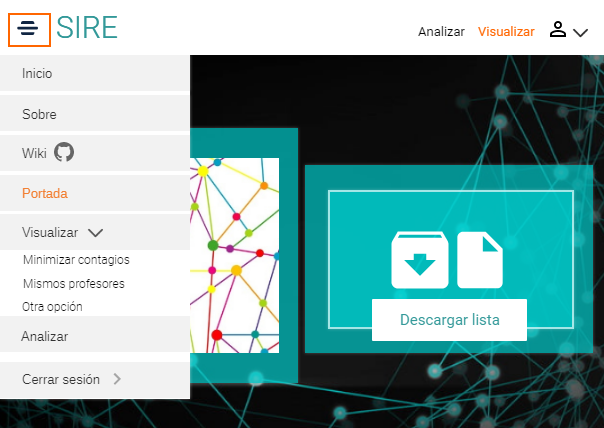 SIRE
Analizar
Visualizar
Inicio
Sobre
Wiki
Portada
Visualizar
Minimizar contagios
Mismos profesores
Otra opción
Analizar
Cerrar sesión
Descargar lista